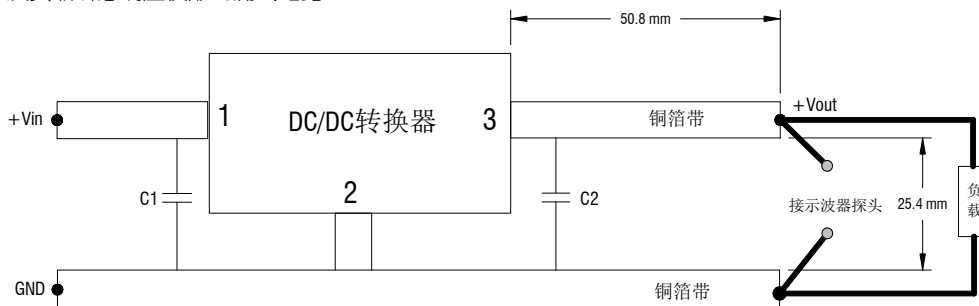 50.8 mm
+Vin
1
DC/DC转换器
3
铜箔带
+Vout
C1
2
C2
接示波器探头
25.4 mm
负
载
GND
铜箔带